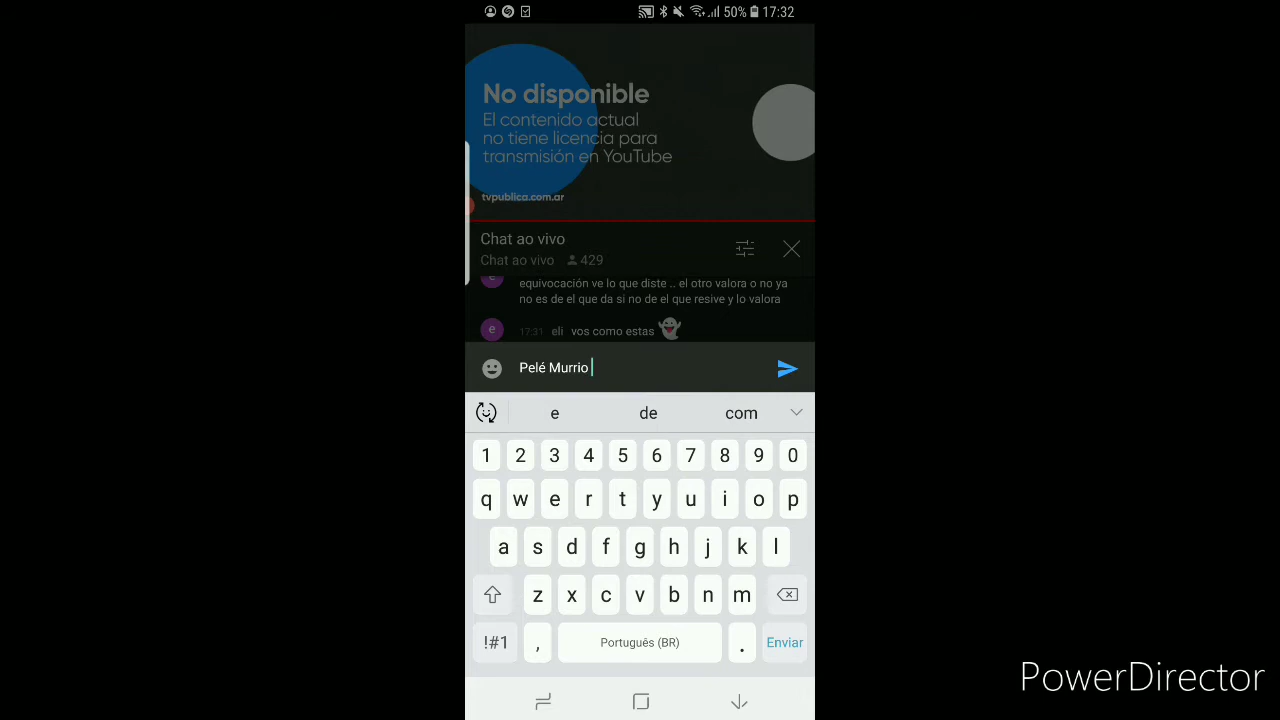 50% 17:32
No disponible
El contenido actual
no tiene licencia para
transmisión en YouTube
tvpublica.com.ar
Chat ao vivo
Chat ao vivo 429
e equivocación ve lo que diste .. el otro valora o no ya
no es de el que da si no de el que resive y lo valora
e 17:31 eli vos como estas
Pelé Murrio
e de com
1 2 3 4 5 6 7 8 9 0
q w e r t y u i o p
a s d f g h j k l
z x c v b n m
!#1 , Português (BR) . Enviar
PowerDirector